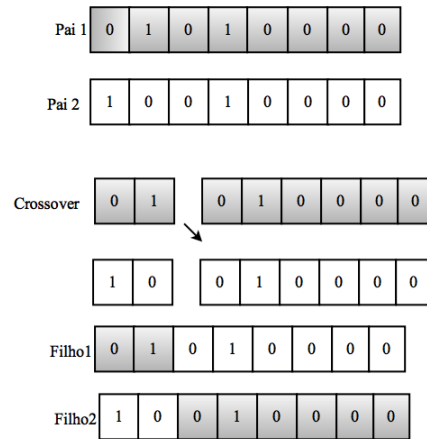 Pai 1 0 1 0 1 0 0 0 0
Pai 2 1 0 0 1 0 0 0 0
Crossover 0 1 0 1 0 0 0 0
1 0 0 1 0 0 0 0
Filho1 0 1 0 1 0 0 0 0
Filho2 1 0 0 1 0 0 0 0